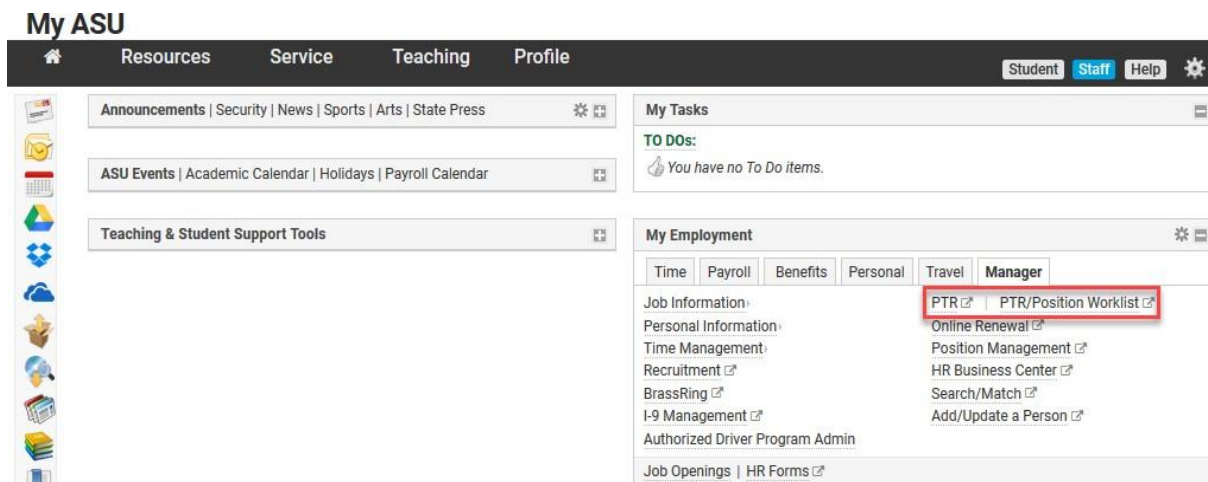 My ASU
Resources Service Teaching Profile
Student Staff Help
Announcements | Security | News | Sports | Arts | State Press
ASU Events | Academic Calendar | Holidays | Payroll Calendar
Teaching & Student Support Tools
My Tasks
TO DOs:
You have no To Do items.
My Employment
Time Payroll Benefits Personal Travel Manager
Job Information
Personal Information
Time Management
Recruitment
BrassRing
I-9 Management
Authorized Driver Program Admin
PTR | PTR/Position Worklist
Online Renewal
Position Management
HR Business Center
Search/Match
Add/Update a Person
Job Openings | HR Forms